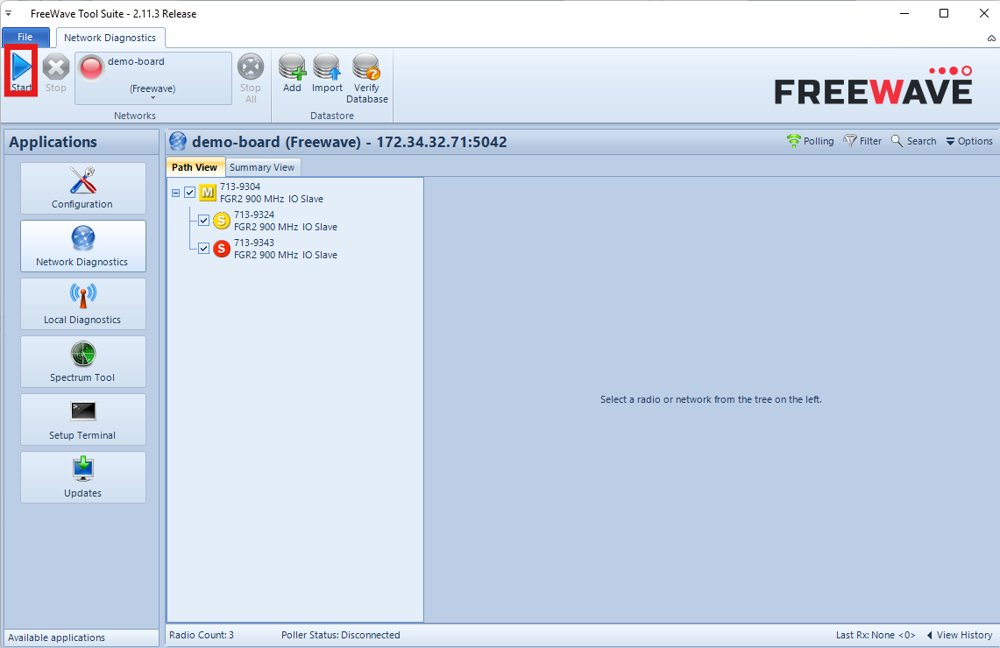 FreeWave Tool Suite - 2.11.3 Release
File
Network Diagnostics
Start
Stop
demo-board
(Freewave)
Stop
All
Networks
Add
Import
Verify
Database
Datastore
FREEWAVE
Applications
Configuration
Network Diagnostics
Local Diagnostics
Spectrum Tool
>_
Setup Terminal
Updates
Available applications
demo-board (Freewave) - 172.34.32.71:5042
Polling
Filter
Search
Options
Path View
Summary View
M
713-9304
FGR2 900 MHz IO Slave
S
713-9324
FGR2 900 MHz IO Slave
S
713-9343
FGR2 900 MHz IO Slave
Select a radio or network from the tree on the left.
Radio Count: 3
Poller Status: Disconnected
Last Rx: None <0>
View History